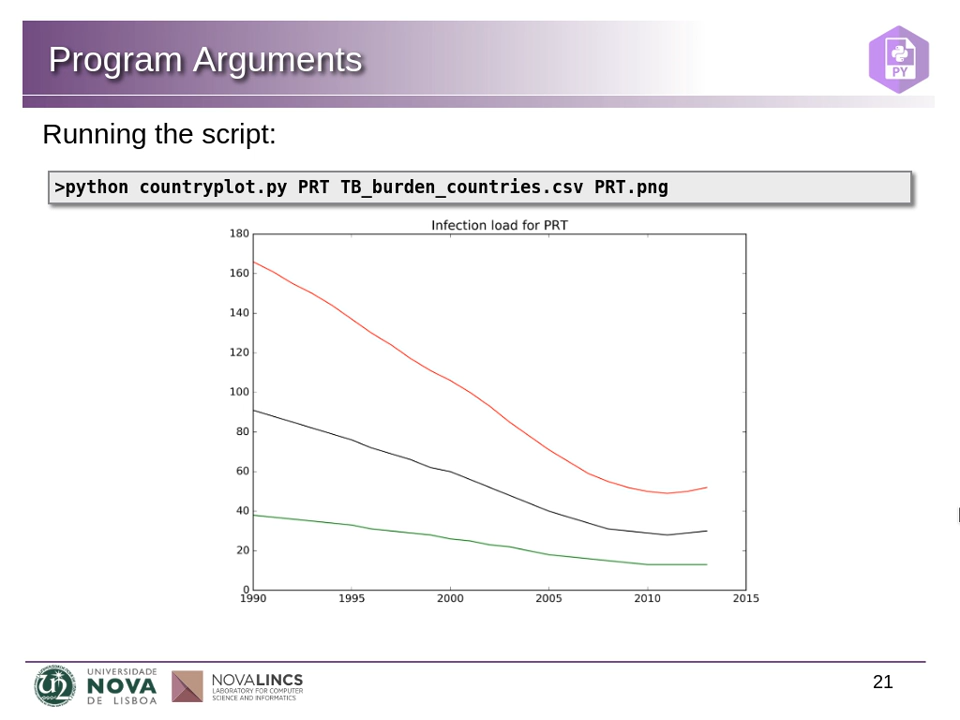 Program Arguments
PY
Running the script:
>python countryplot.py PRT TB_burden_countries.csv PRT.png
Infection load for PRT
180
160
140
120
100
80
60
40
20
0
1990 1995 2000 2005 2010 2015
UNIVERSIDADE
NOVA
DE LISBOA
NOVALINCS
LABORATORY FOR COMPUTER
SCIENCE AND INFORMATICS
21